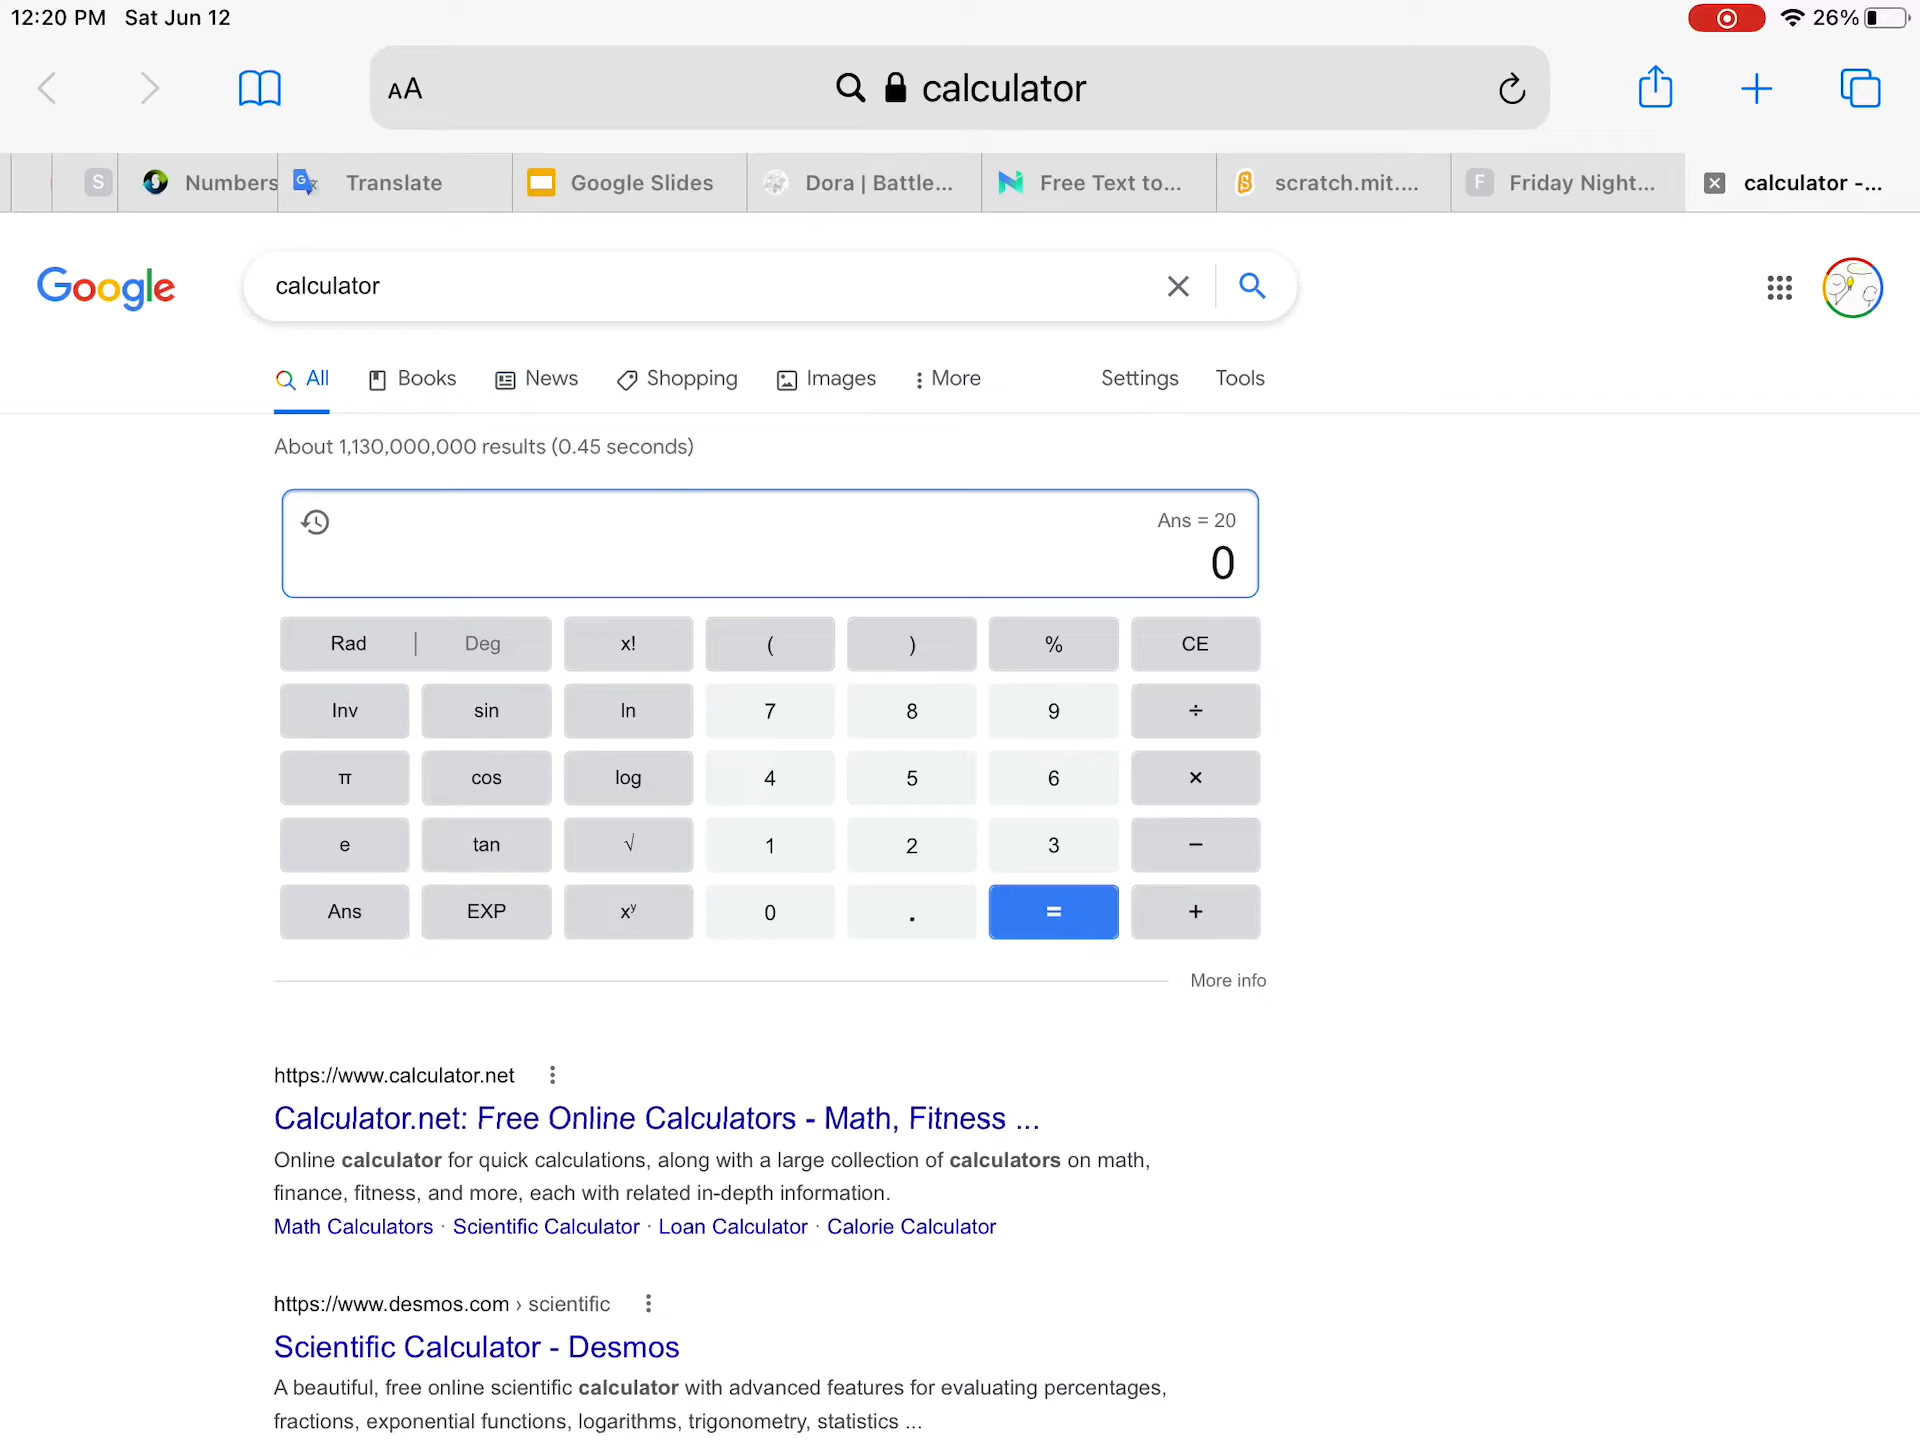 12:20 PM Sat Jun 12 26%
AA calculator
S Numbers Translate Google Slides Dora | Battle... Free Text to... scratch.mit.... F Friday Night... calculator -...
Google calculator
All Books News Shopping Images More Settings Tools
About 1,130,000,000 results (0.45 seconds)
Ans = 20
0
Rad | Deg x! ( ) % CE
Inv sin ln 7 8 9 ÷
π cos log 4 5 6 ×
e tan √ 1 2 3 −
Ans EXP xʸ 0 . = +
More info
https://www.calculator.net
Calculator.net: Free Online Calculators - Math, Fitness ...
Online calculator for quick calculations, along with a large collection of calculators on math,
finance, fitness, and more, each with related in-depth information.
Math Calculators · Scientific Calculator · Loan Calculator · Calorie Calculator
https://www.desmos.com › scientific
Scientific Calculator - Desmos
A beautiful, free online scientific calculator with advanced features for evaluating percentages,
fractions, exponential functions, logarithms, trigonometry, statistics ...